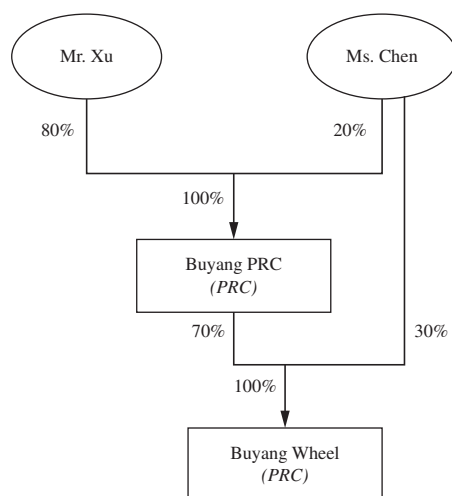 Mr. Xu
Ms. Chen
80%
20%
100%
Buyang PRC
(PRC)
70%
30%
100%
Buyang Wheel
(PRC)